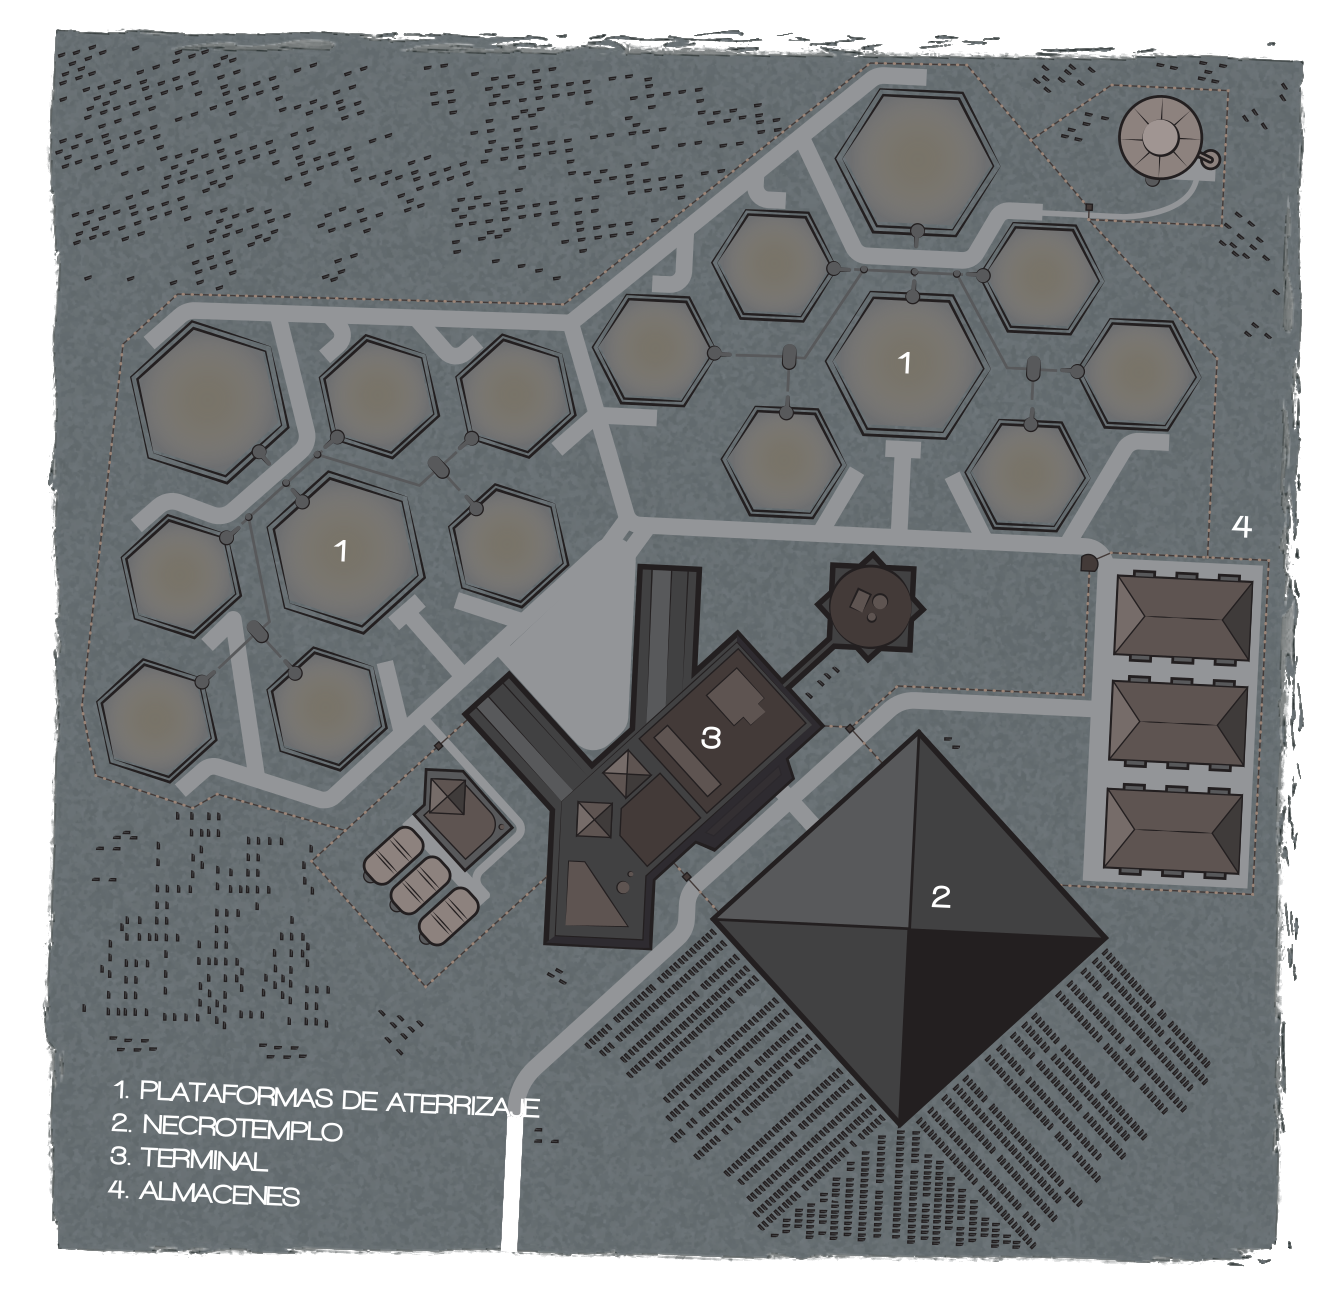 1
1
4
3
2
1. PLATAFORMAS DE ATERRIZAJE
2. NECROTEMPLO
3. TERMINAL
4. ALMACENES